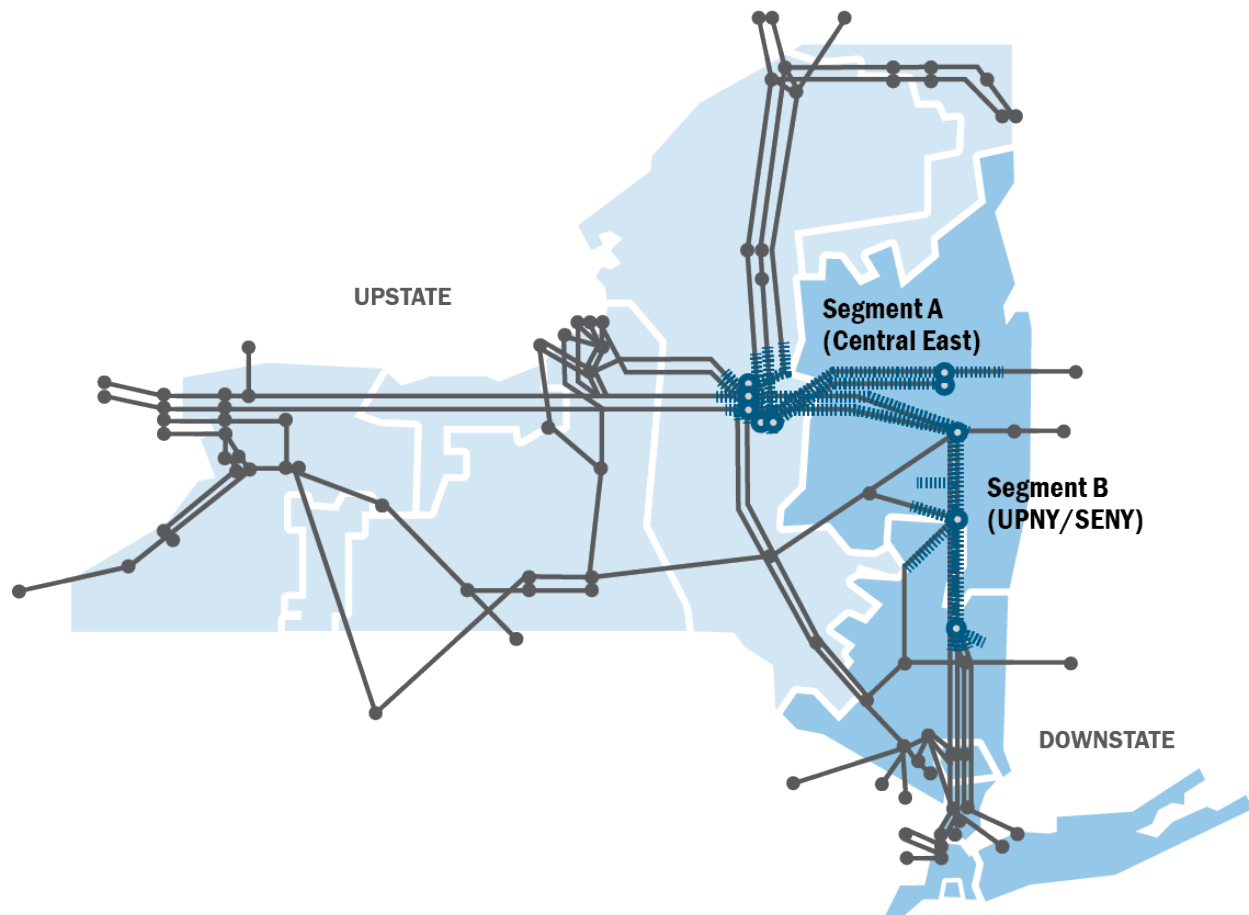 UPSTATE
Segment A
(Central East)
Segment B
(UPNY/SENY)
DOWNSTATE